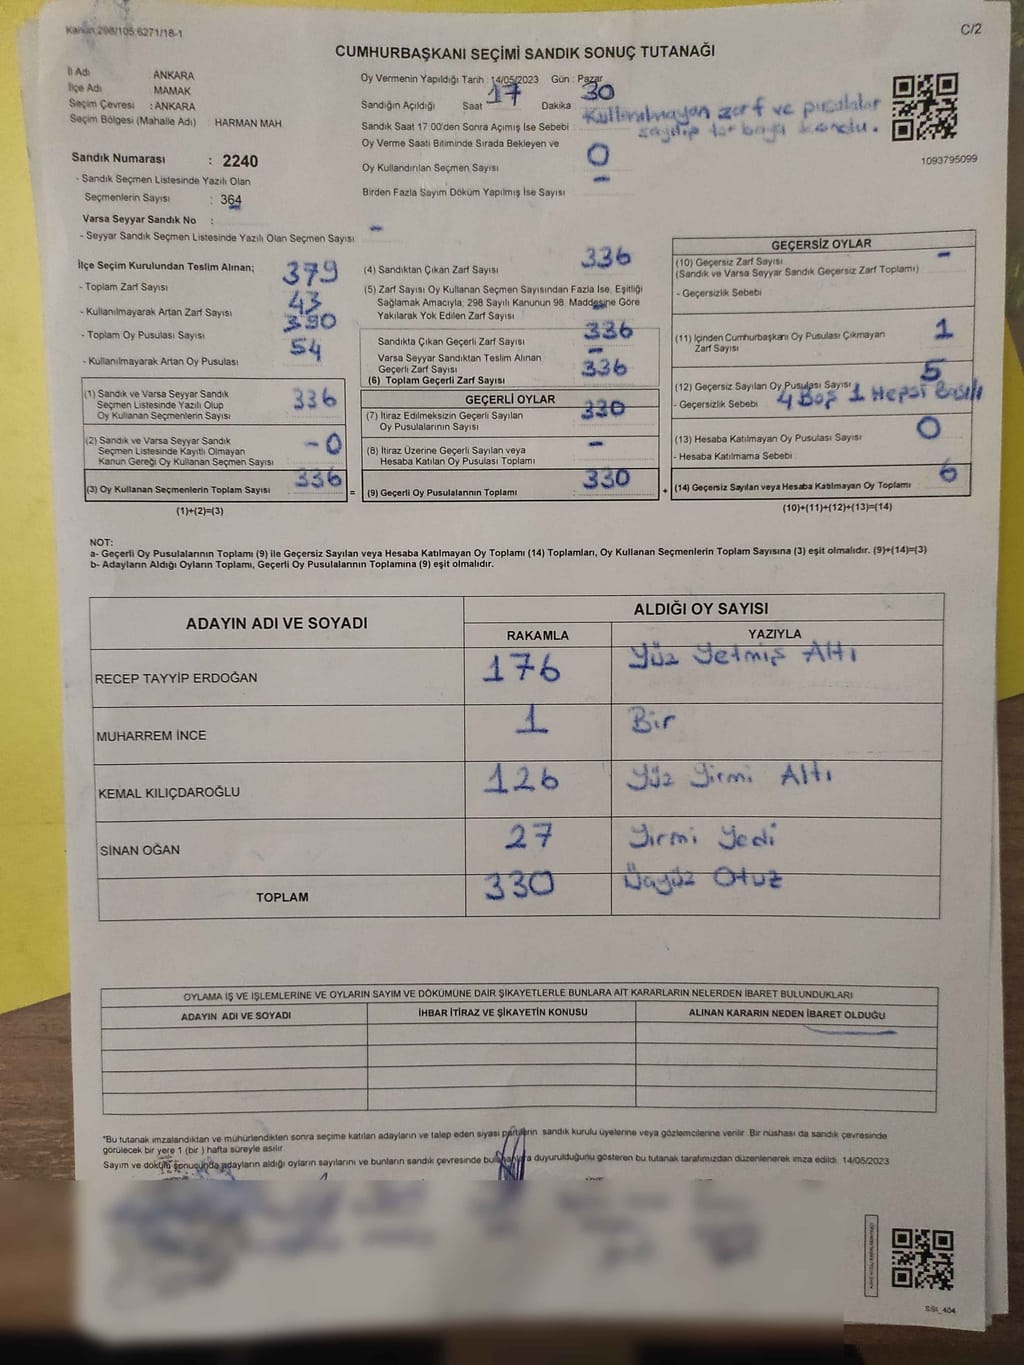 Kanun 298/105;6271/18-1
C/2
CUMHURBAŞKANI SEÇİMİ SANDIK SONUÇ TUTANAĞI
İl Adı : ANKARA
İlçe Adı : MAMAK
Seçim Çevresi : ANKARA
Seçim Bölgesi (Mahalle Adı) : HARMAN MAH
Sandık Numarası : 2240
- Sandık Seçmen Listesinde Yazılı Olan
Seçmenlerin Sayısı : 364
Varsa Seyyar Sandık No :
- Seyyar Sandık Seçmen Listesinde Yazılı Olan Seçmen Sayısı -
Oy Vermenin Yapıldığı Tarih : 14/05/2023 Gün : Pazar
Sandığın Açıldığı Saat 17 Dakika 30
Sandık Saat 17:00'den Sonra Açımış İse Sebebi : Kullanılmayan zarf ve pusulalar
sayılıp torbaya kondu.
Oy Verme Saati Bitiminde Sırada Bekleyen ve
Oy Kullandırılan Seçmen Sayısı 0
Birden Fazla Sayım Döküm Yapılmış İse Sayısı -
1093795099
İlçe Seçim Kurulundan Teslim Alınan;
- Toplam Zarf Sayısı 379
- Kullanılmayarak Artan Zarf Sayısı : 43
- Toplam Oy Pusulası Sayısı : 390
- Kullanılmayarak Artan Oy Pusulası 54
(1) Sandık ve Varsa Seyyar Sandık
Seçmen Listesinde Yazılı Olup
Oy Kullanan Seçmenlerin Sayısı 336
(2) Sandık ve Varsa Seyyar Sandık
Seçmen Listesinde Kayıtlı Olmayan
Kanun Gereği Oy Kullanan Seçmen Sayısı -0
(3) Oy Kullanan Seçmenlerin Toplam Sayısı 336 =
(1)+(2)=(3)
(4) Sandıktan Çıkan Zarf Sayısı 336
(5) Zarf Sayısı Oy Kullanan Seçmen Sayısından Fazla İse, Eşitliği
Sağlamak Amacıyla; 298 Sayılı Kanunun 98. Maddesine Göre
Yakılarak Yok Edilen Zarf Sayısı -
Sandıkta Çıkan Geçerli Zarf Sayısı 336
Varsa Seyyar Sandıktan Teslim Alınan
Geçerli Zarf Sayısı -
(6) Toplam Geçerli Zarf Sayısı 336
GEÇERLİ OYLAR
(7) İtiraz Edilmeksizin Geçerli Sayılan
Oy Pusulalarının Sayısı 330
(8) İtiraz Üzerine Geçerli Sayılan veya
Hesaba Katılan Oy Pusulası Toplamı -
(9) Geçerli Oy Pusulalarının Toplamı 330 +
GEÇERSİZ OYLAR
(10) Geçersiz Zarf Sayısı -
(Sandık ve Varsa Seyyar Sandık Geçersiz Zarf Toplamı)
- Geçersizlik Sebebi
(11) İçinden Cumhurbaşkanı Oy Pusulası Çıkmayan
Zarf Sayısı 1
(12) Geçersiz Sayılan Oy Pusulası Sayısı 5
- Geçersizlik Sebebi 4 Boş 1 Hepsi Basılı
(13) Hesaba Katılmayan Oy Pusulası Sayısı 0
- Hesaba Katılmama Sebebi
(14) Geçersiz Sayılan veya Hesaba Katılmayan Oy Toplamı 6
(10)+(11)+(12)+(13)=(14)
NOT:
a- Geçerli Oy Pusulalarının Toplamı (9) ile Geçersiz Sayılan veya Hesaba Katılmayan Oy Toplamı (14) Toplamları, Oy Kullanan Seçmenlerin Toplam Sayısına (3) eşit olmalıdır. (9)+(14)=(3)
b- Adayların Aldığı Oyların Toplamı, Geçerli Oy Pusulalarının Toplamına (9) eşit olmalıdır.
ADAYIN ADI VE SOYADI
ALDIĞI OY SAYISI
RAKAMLA YAZIYLA
RECEP TAYYİP ERDOĞAN 176 Yüz Yetmiş Altı
MUHARREM İNCE 1 Bir
KEMAL KILIÇDAROĞLU 126 Yüz Yirmi Altı
SİNAN OĞAN 27 Yirmi Yedi
TOPLAM 330 Üçyüz Otuz
OYLAMA İŞ VE İŞLEMLERİNE VE OYLARIN SAYIM VE DÖKÜMÜNE DAİR ŞİKAYETLERLE BUNLARA AİT KARARLARIN NELERDEN İBARET BULUNDUKLARI
ADAYIN ADI VE SOYADI İHBAR İTİRAZ VE ŞİKAYETİN KONUSU ALINAN KARARIN NEDEN İBARET OLDUĞU
*Bu tutanak imzalandıktan ve mühürlendikten sonra seçime katılan adayların ve talep eden siyasi partilerin sandık kurulu üyelerine veya gözlemcilerine verilir. Bir nüshası da sandık çevresinde
görülecek bir yere 1 (bir ) hafta süreyle asılır.
Sayım ve döküm sonucunda adayların aldığı oyların sayılarını ve bunların sandık çevresinde bulunanlara duyurulduğunu gösteren bu tutanak tarafımızdan düzenlenerek imza edildi. 14/05/2023
SSt_404